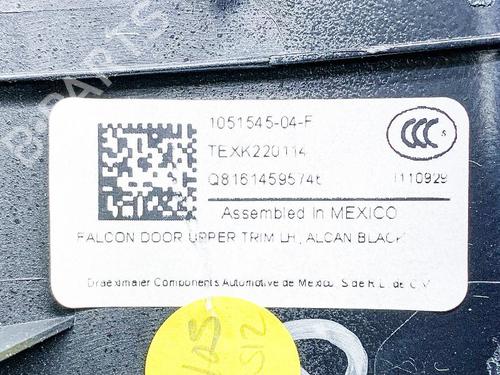 1051545-04-F
TEXK220114
Q8161459574
CCC S
1110929
Assembled in MEXICO
FALCON DOOR UPPER TRIM LH, ALCAN BLACK
Draexlmaier Components Automotive de Mexico, S de R.L. de C.V.
B-PARTS